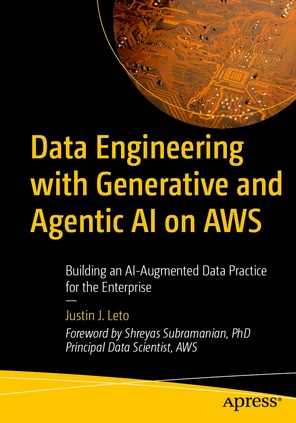 Data Engineering
with Generative and
Agentic AI on AWS
Building an AI-Augmented Data Practice
for the Enterprise
—
Justin J. Leto
Foreword by Shreyas Subramanian, PhD
Principal Data Scientist, AWS
Apress®